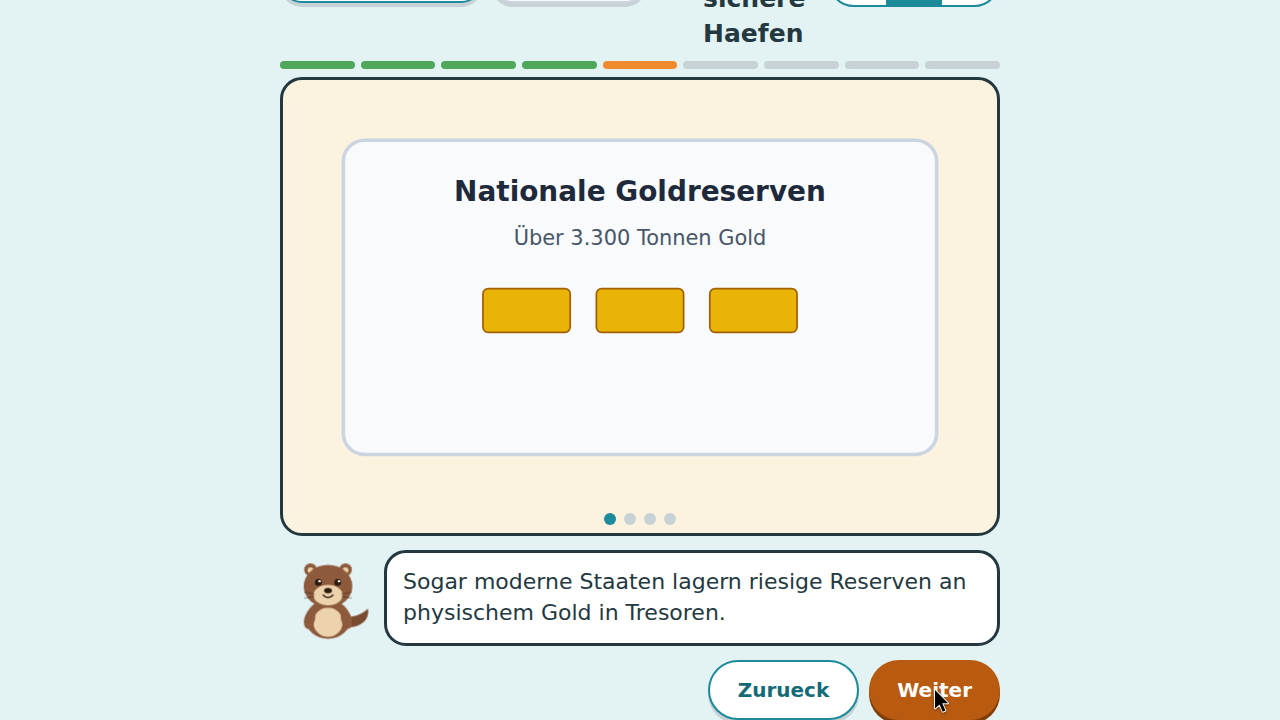 sichere
Haefen
Nationale Goldreserven
Über 3.300 Tonnen Gold
Sogar moderne Staaten lagern riesige Reserven an
physischem Gold in Tresoren.
Zurueck
Weiter